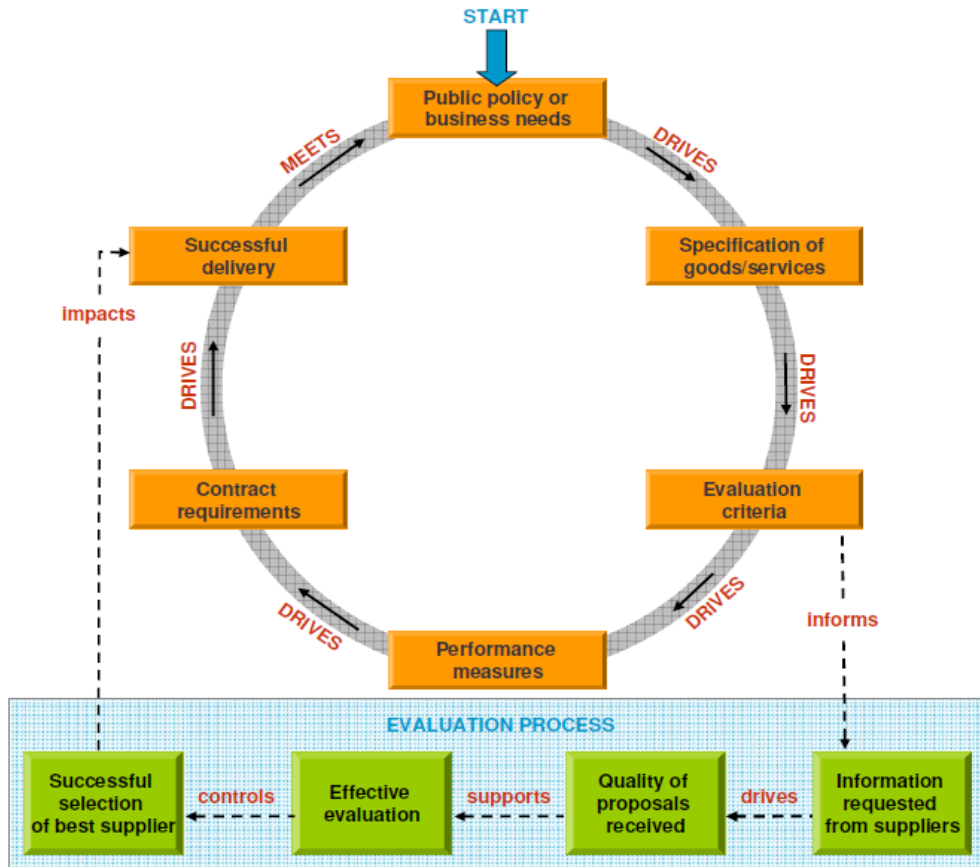 START
Public policy or
business needs
MEETS
DRIVES
Successful
delivery
Specification of
goods/services
impacts
DRIVES
DRIVES
Contract
requirements
Evaluation
criteria
DRIVES
DRIVES
informs
Performance
measures
EVALUATION PROCESS
Successful
selection
of best supplier
controls
Effective
evaluation
supports
Quality of
proposals
received
drives
Information
requested
from suppliers